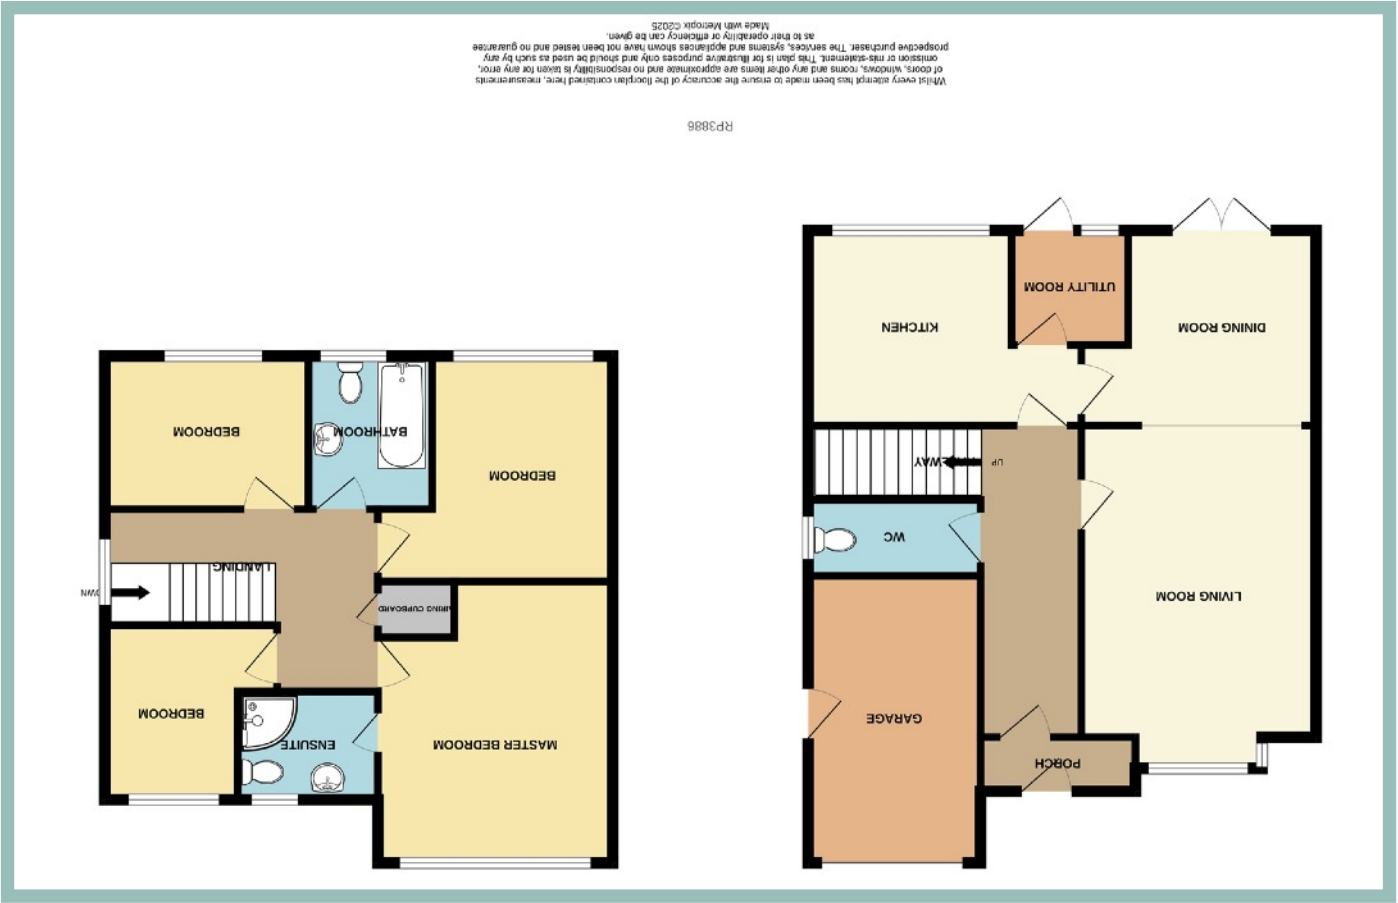 PORCH
GARAGE
LIVING ROOM
WC
UP
DINING ROOM
KITCHEN
UTILITY ROOM
MASTER BEDROOM
ENSUITE
BEDROOM
AIRING CUPBOARD
DOWN
LANDING
BEDROOM
BATHROOM
BEDROOM
RP3886
Whilst every attempt has been made to ensure the accuracy of the floorplan contained here, measurements
of doors, windows, rooms and any other items are approximate and no responsibility is taken for any error,
omission or mis-statement. This plan is for illustrative purposes only and should be used as such by any
prospective purchaser. The services, systems and appliances shown have not been tested and no guarantee
as to their operability or efficiency can be given.
Made with Metropix ©2025